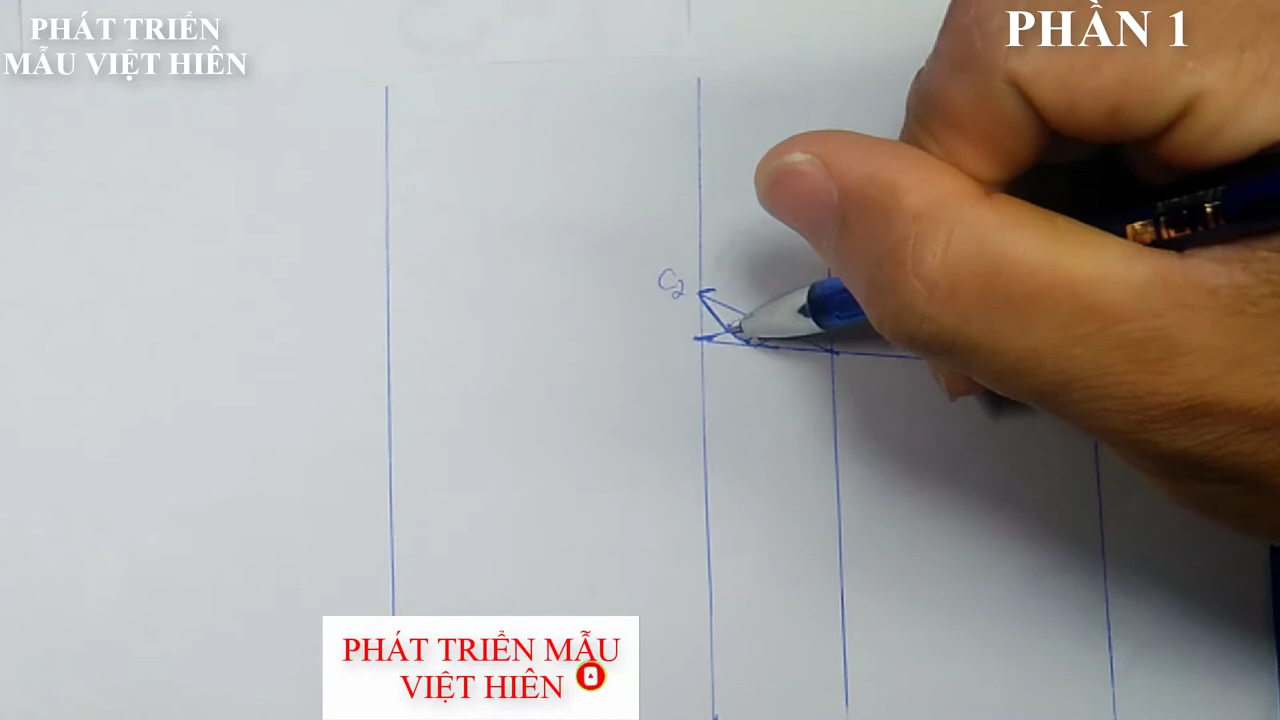 PHÁT TRIỂN
MẪU VIỆT HIÊN
PHẦN 1
C2
PHÁT TRIỂN MẪU
VIỆT HIÊN